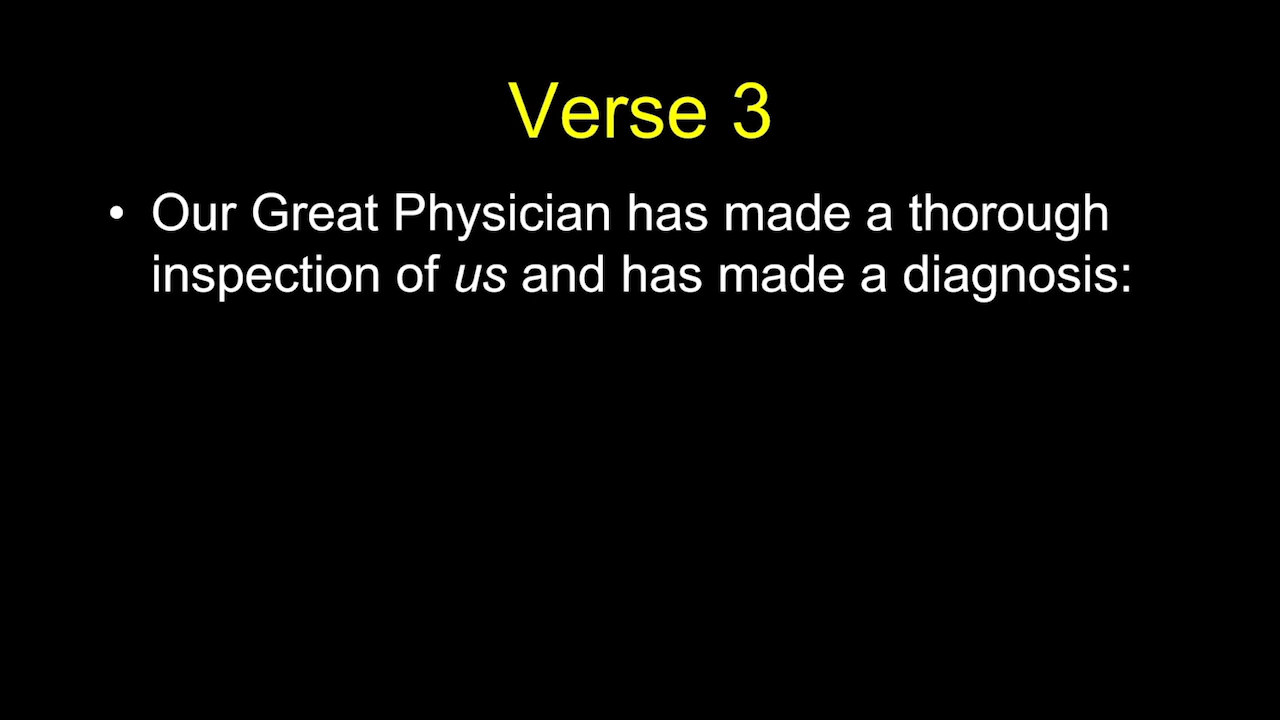 Verse 3
• Our Great Physician has made a thorough
inspection of us and has made a diagnosis: